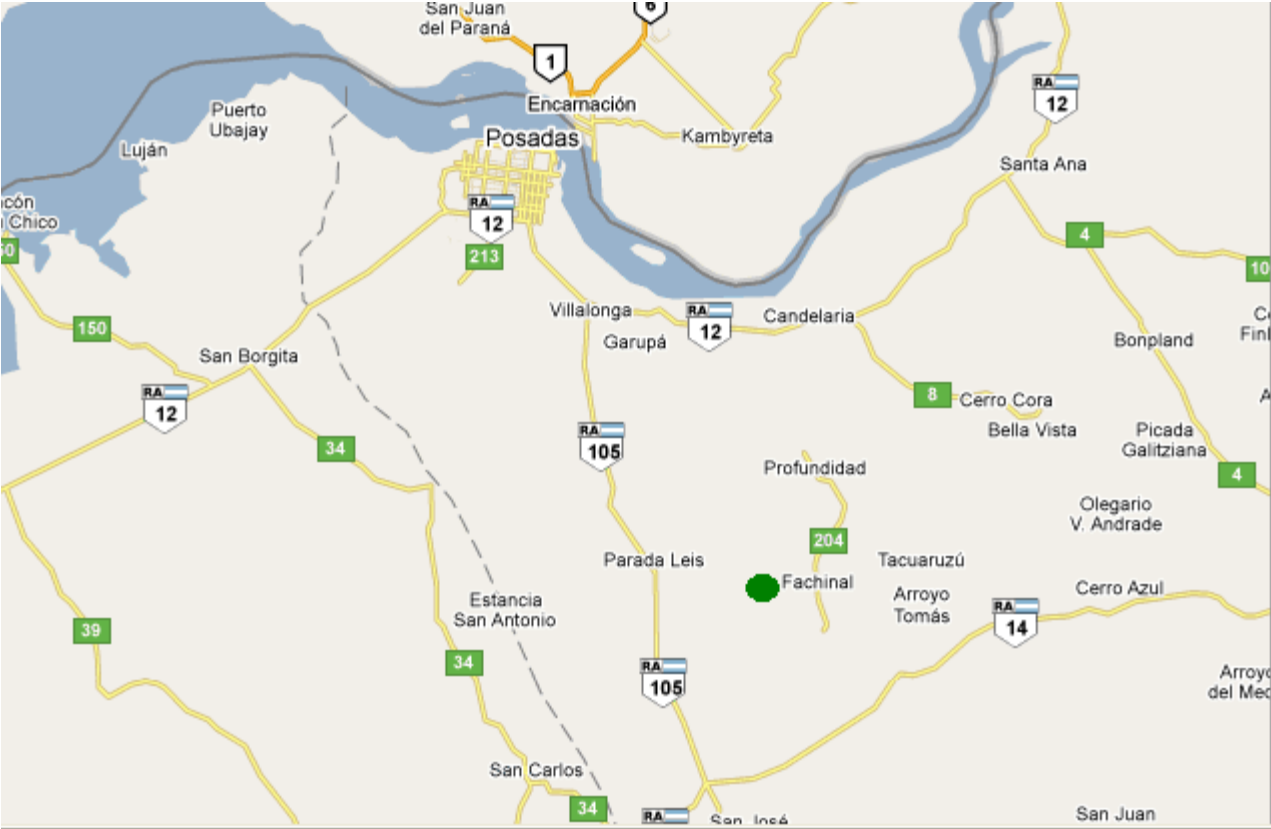 San Juan
del Paraná
6
1
RA
12
Encarnación
Puerto
Ubajay
Posadas
Kambyreta
Luján
Santa Ana
Chico
RA
12
4
213
150
Villalonga
RA
12
Candelaria
Garupá
Bonpland
San Borgita
RA
12
8
Cerro Cora
Bella Vista
Picada
Galitziana
RA
105
34
Profundidad
4
Olegario
V. Andrade
204
Parada Leis
Tacuaruzú
Fachinal
Cerro Azul
Arroyo
Tomás
Estancia
San Antonio
RA
14
39
34
RA
105
Arroyo
del
San Carlos
34
RA
San José
San Juan